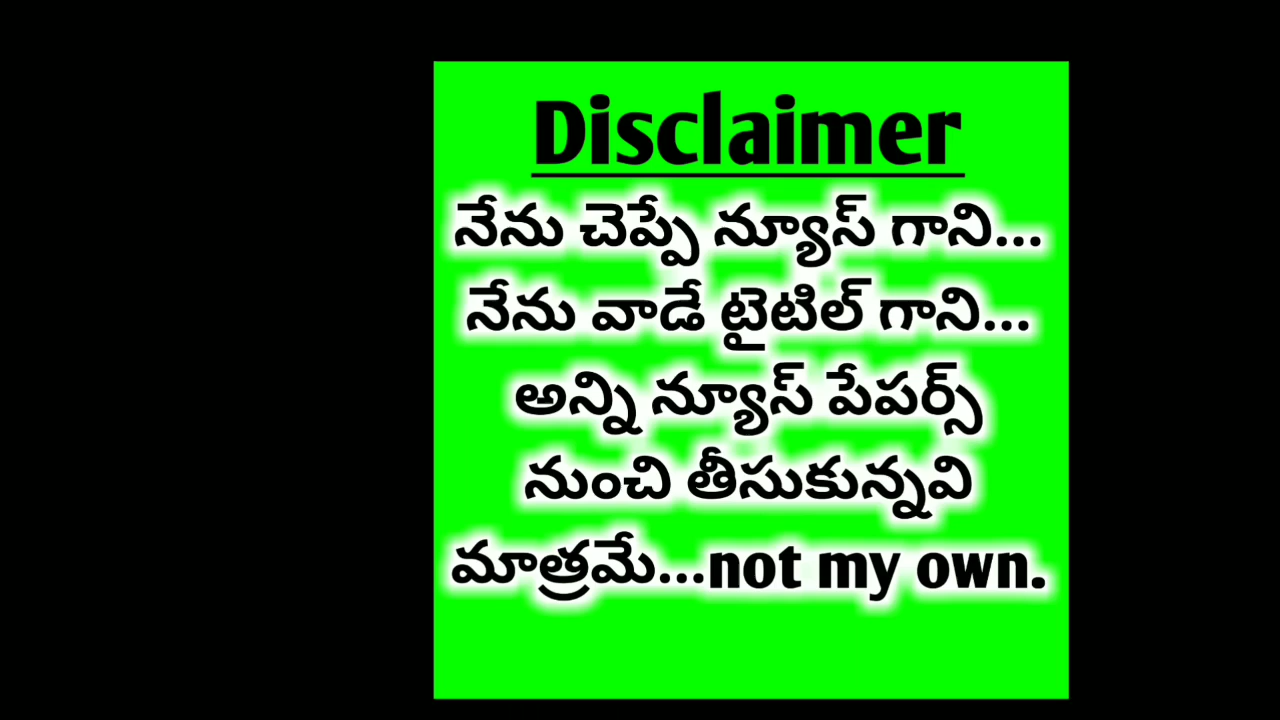 Disclaimer
నేను చెప్పే న్యూస్ గాని...
నేను వాడే టైటిల్ గాని...
అన్ని న్యూస్ పేపర్స్
నుంచి తీసుకున్నవి
మాత్రమే...not my own.